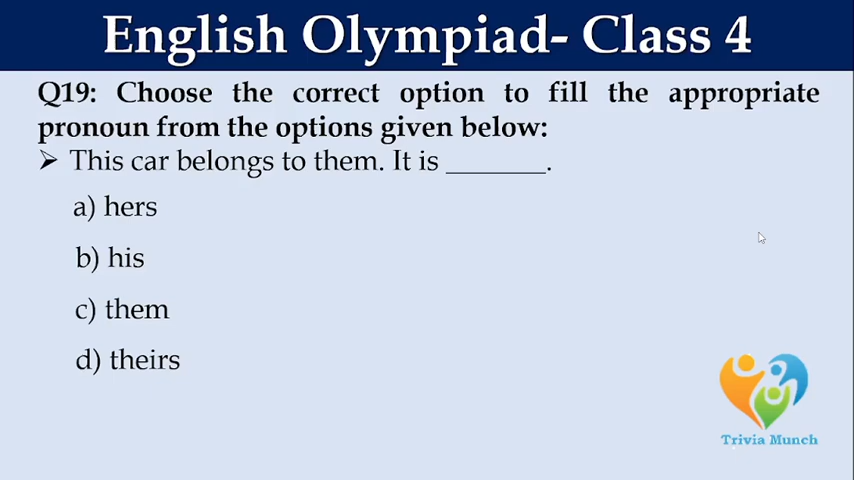 English Olympiad- Class 4
Q19: Choose the correct option to fill the appropriate
pronoun from the options given below:
➢ This car belongs to them. It is _______.
a) hers
b) his
c) them
d) theirs
Trivia Munch